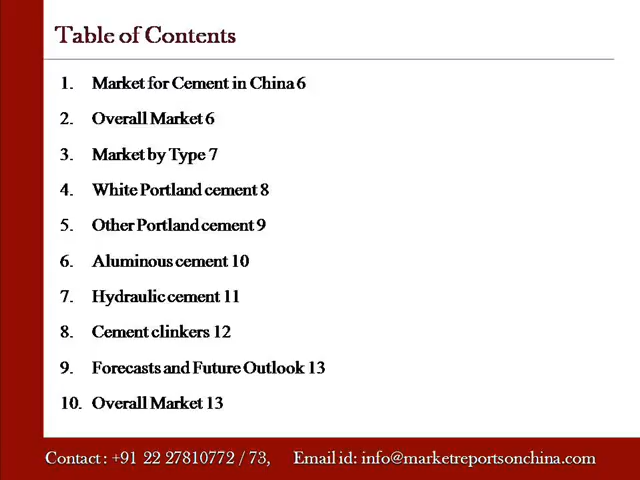 Table of Contents
1. Market for Cement in China 6
2. Overall Market 6
3. Market by Type 7
4. White Portland cement 8
5. Other Portland cement 9
6. Aluminous cement 10
7. Hydraulic cement 11
8. Cement clinkers 12
9. Forecasts and Future Outlook 13
10. Overall Market 13
Contact : +91 22 27810772 / 73, Email id: info@marketreportsonchina.com